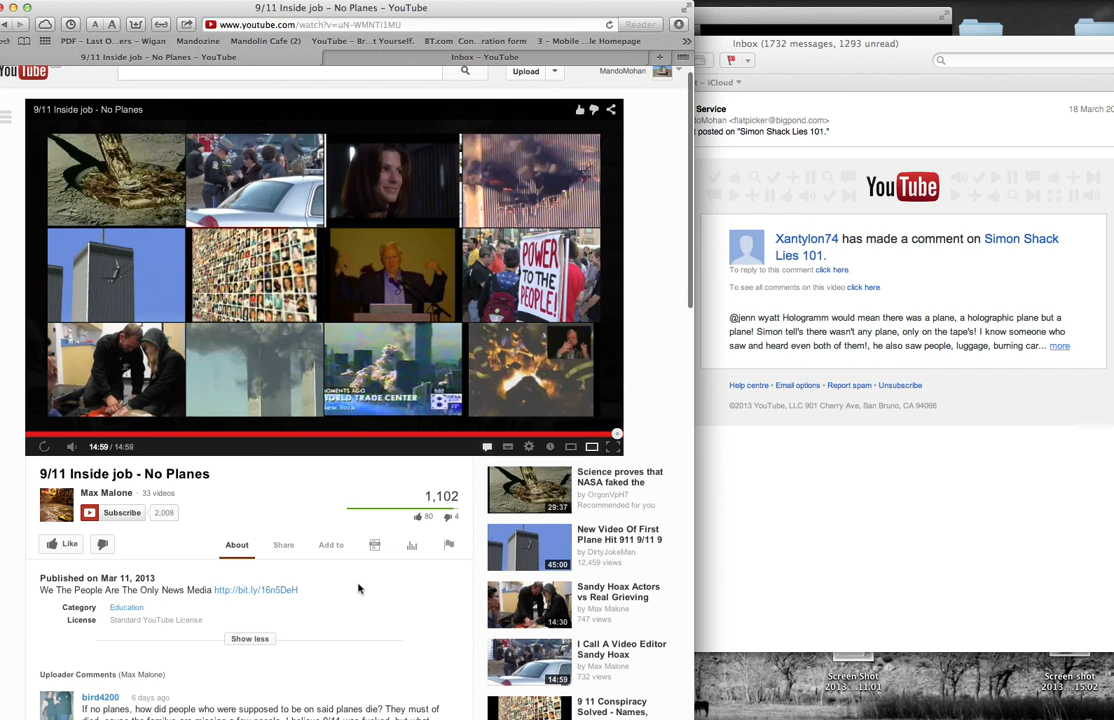 9/11 Inside job - No Planes - YouTube
www.youtube.com/watch?v=uN-WMNTI1MU
Reader
PDF - Last O...ers – Wigan
Mandozine
Mandolin Cafe (2)
YouTube - Br...t Yourself.
BT.com Con...ration form
3 - Mobile ...le Homepage
9/11 Inside job - No Planes - YouTube
Inbox - YouTube
YouTube
Upload
MandoMohan
9/11 Inside job - No Planes
POWER TO THE PEOPLE!
WORLD TRADE CENTER
New York
14:59 / 14:59
9/11 Inside job - No Planes
Max Malone · 33 videos
Subscribe 2,008
1,102
80 4
Like
About Share Add to
Published on Mar 11, 2013
We The People Are The Only News Media http://bit.ly/16n5DeH
Category Education
License Standard YouTube License
Show less
Uploader Comments (Max Malone)
bird4200 6 days ago
If no planes, how did people who were supposed to be on said planes die? They must of
Science proves that
NASA faked the
by OrgonVpH7
Recommended for you
29:37
New Video Of First
Plane Hit 911 9/11 9
by DirtyJokeMan
12,459 views
45:00
Sandy Hoax Actors
vs Real Grieving
by Max Malone
747 views
14:30
I Call A Video Editor
Sandy Hoax
by Max Malone
732 views
14:59
9 11 Conspiracy
Solved - Names,
Inbox (1732 messages, 1293 unread)
- iCloud
Service
18 March 20
doMohan <flatpicker@bigpond.com>
t posted on "Simon Shack Lies 101."
YouTube
Xantylon74 has made a comment on Simon Shack
Lies 101.
To reply to this comment click here.
To see all comments on this video click here.
@jenn wyatt Hologramm would mean there was a plane, a holographic plane but a
plane! Simon tell's there wasn't any plane, only on the tape's! I know someone who
saw and heard even both of them!, he also saw people, luggage, burning car... more
Help centre • Email options • Report spam • Unsubscribe
©2013 YouTube, LLC 901 Cherry Ave, San Bruno, CA 94066
Screen Shot
2013 ...11.01
Screen shot
2013 ...15.02